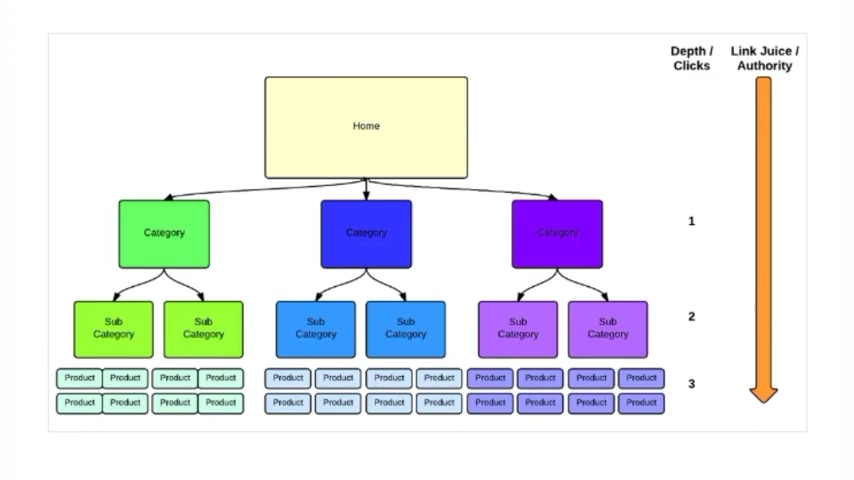 Depth / Link Juice /
Clicks Authority
Home
1
Category Category Category
2
Sub Sub Sub Sub Sub Sub
Category Category Category Category Category Category
Product Product Product Product Product Product Product Product Product Product Product Product
3
Product Product Product Product Product Product Product Product Product Product Product Product